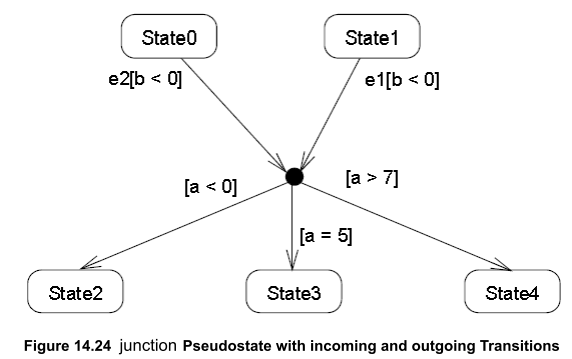 State0 State1
e2[b < 0] e1[b < 0]
[a < 0] [a > 7]
[a = 5]
State2 State3 State4
Figure 14.24 junction Pseudostate with incoming and outgoing Transitions